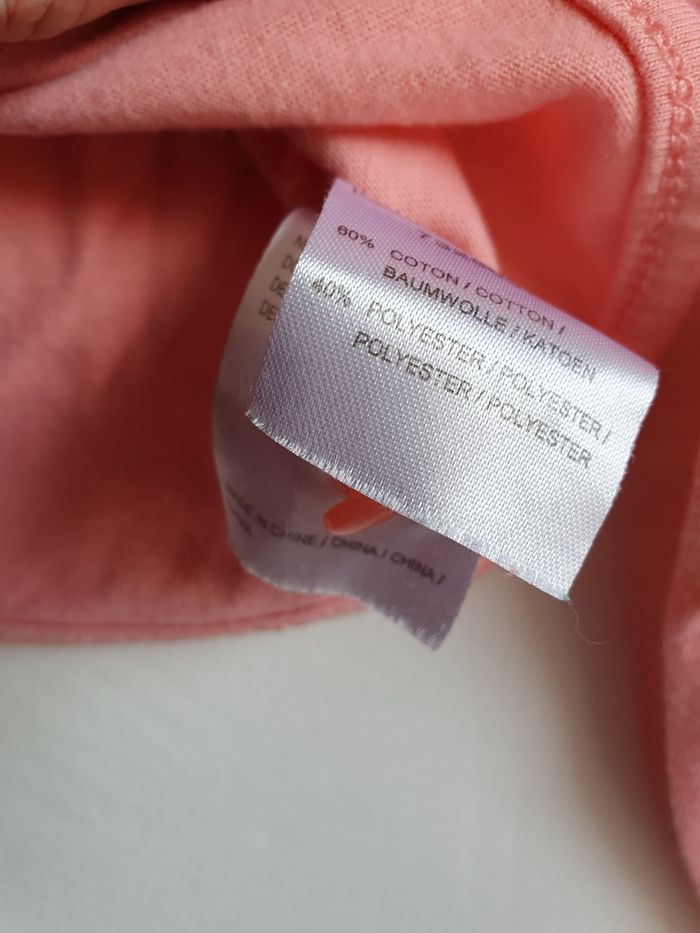 60% COTON / COTTON /
BAUMWOLLE / KATOEN
40% POLYESTER / POLYESTER /
POLYESTER / POLYESTER
MADE IN CHINE / CHINA / CHINA /